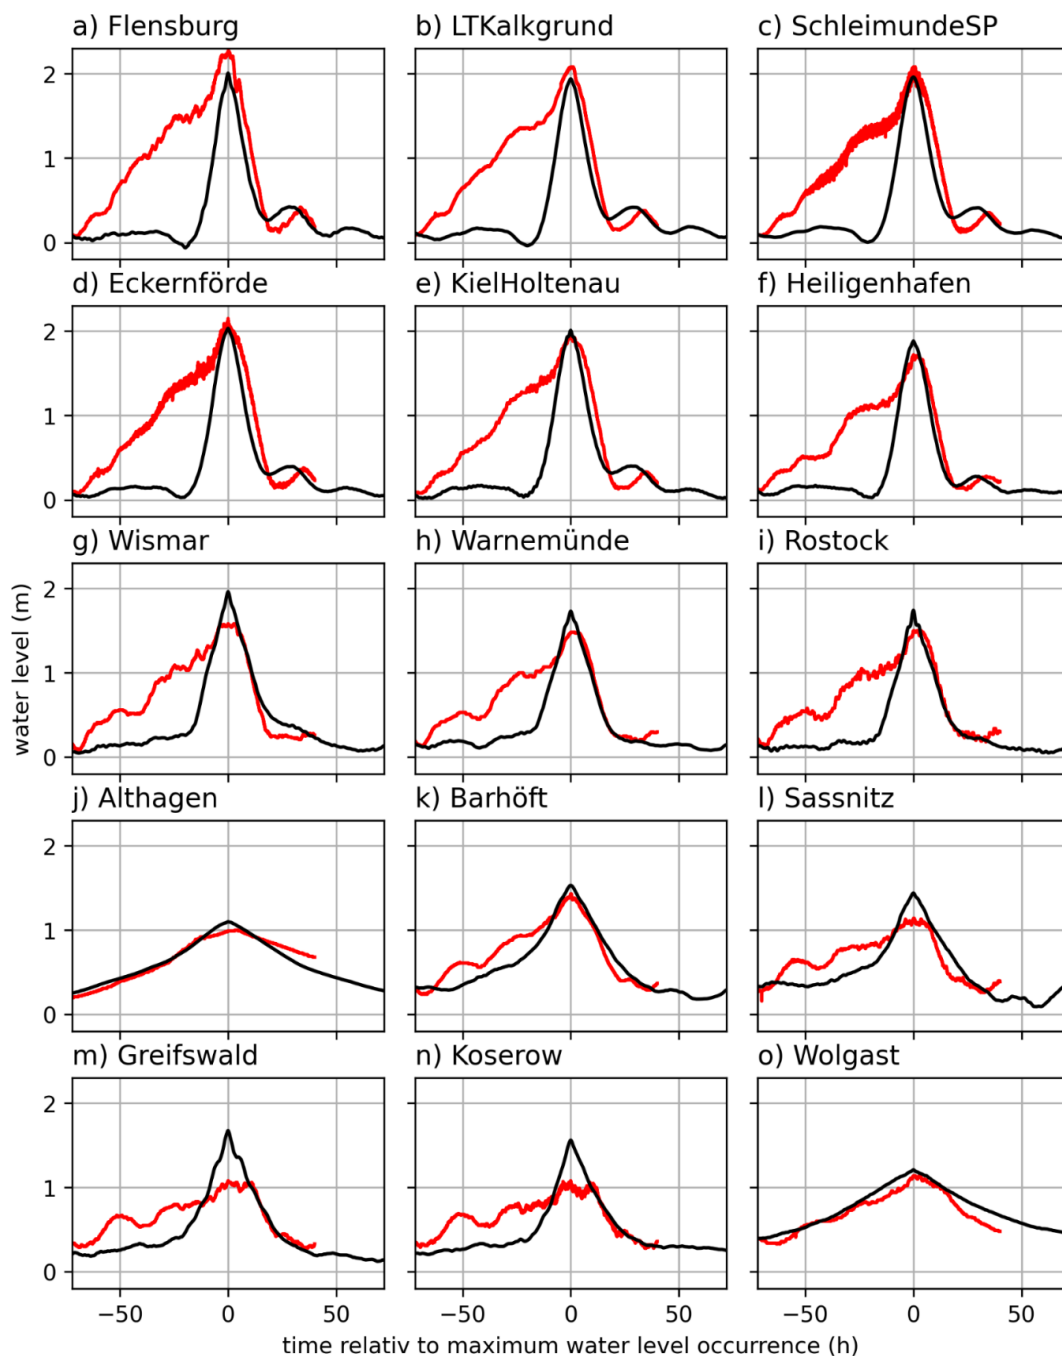 a) Flensburg b) LTKalkgrund c) SchleimundeSP
2
1
0
d) Eckernförde e) KielHoltenau f) Heiligenhafen
2
1
0
g) Wismar h) Warnemünde i) Rostock
2
1
0
j) Althagen k) Barhöft l) Sassnitz
2
1
0
m) Greifswald n) Koserow o) Wolgast
2
1
0
water level (m)
−50 0 50 −50 0 50 −50 0 50
time relativ to maximum water level occurrence (h)